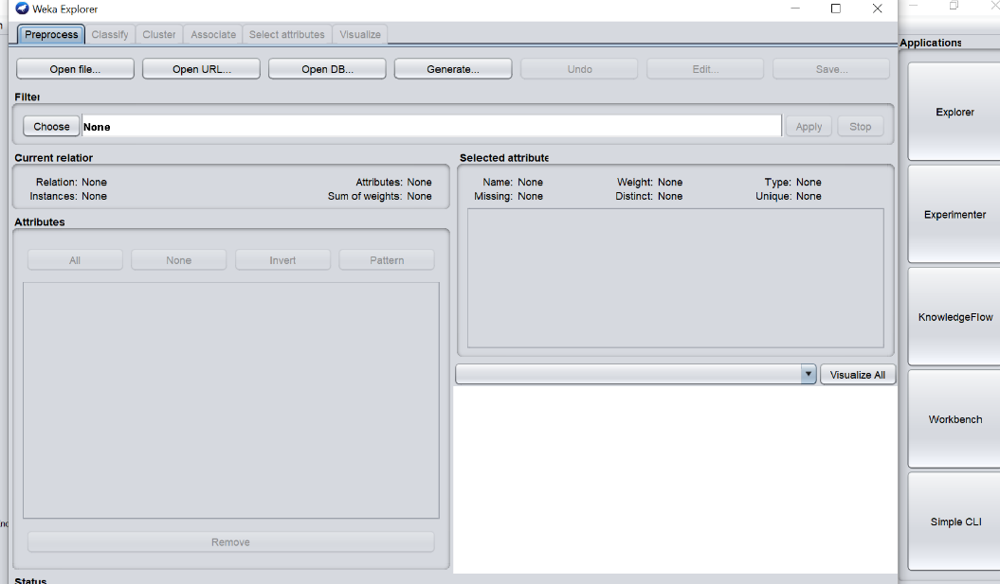 Weka Explorer
Preprocess Classify Cluster Associate Select attributes Visualize
Applications
Open file... Open URL... Open DB... Generate... Undo Edit... Save...
Filter
Choose None Apply Stop
Explorer
Current relation
Relation: None Attributes: None
Instances: None Sum of weights: None
Selected attribute
Name: None Weight: None Type: None
Missing: None Distinct: None Unique: None
Experimenter
Attributes
All None Invert Pattern
KnowledgeFlow
Visualize All
Workbench
Simple CLI
Remove
Status